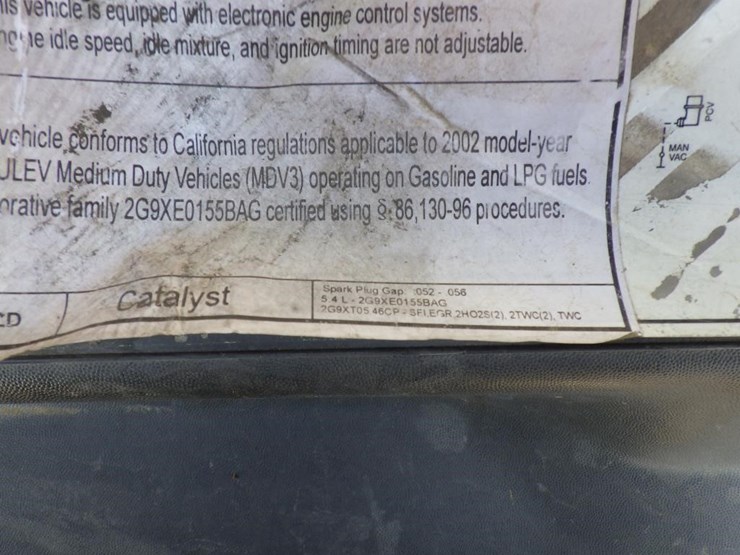 is vehicle is equipped with electronic engine control systems.
idle speed, idle mixture, and ignition timing are not adjustable.
vehicle conforms to California regulations applicable to 2002 model-year
ULEV Medium Duty Vehicles (MDV3) operating on Gasoline and LPG fuels.
orative family 2G9XE0155BAG certified using §. 86,130-96 procedures.
CD
Catalyst
Spark Plug Gap .052 - 056
5.4 L - 2G9XE0155BAG
2G9XT05.46CP - SFI,EGR,2HO2S(2), 2TWC(2), TWC
PCV
MAN
VAC